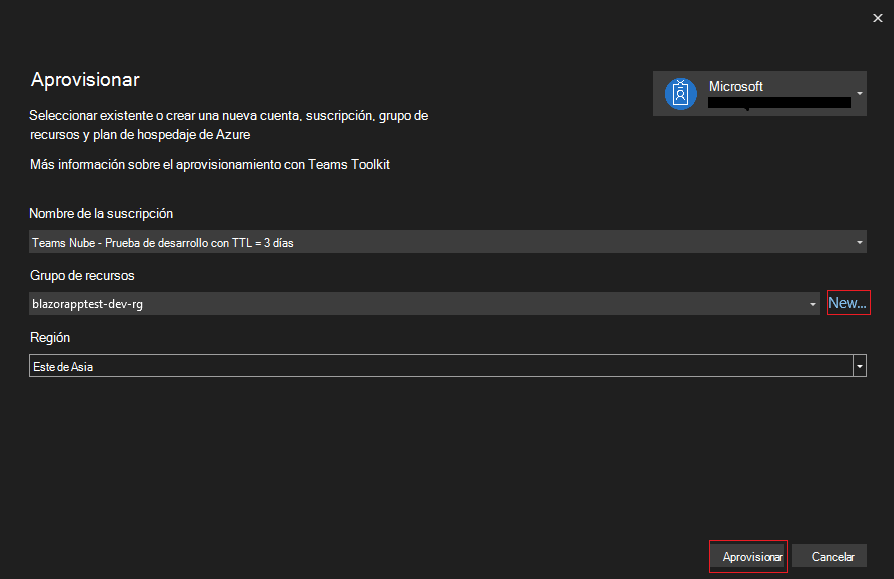 Aprovisionar
Microsoft
Seleccionar existente o crear una nueva cuenta, suscripción, grupo de
recursos y plan de hospedaje de Azure
Más información sobre el aprovisionamiento con Teams Toolkit
Nombre de la suscripción
Teams Nube - Prueba de desarrollo con TTL = 3 días
Grupo de recursos
blazorapptest-dev-rg
New...
Región
Este de Asia
Aprovisionar
Cancelar